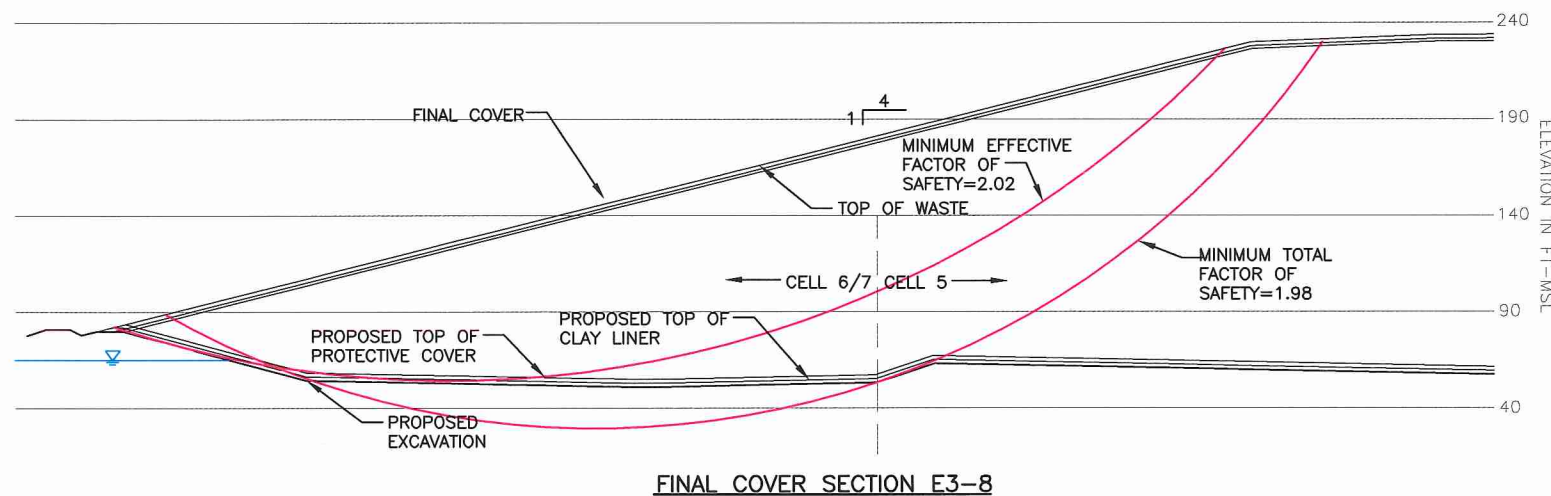 240
FINAL COVER
4
1
190
MINIMUM EFFECTIVE
FACTOR OF
SAFETY=2.02
TOP OF WASTE
140
ELEVATION IN FT-MSL
MINIMUM TOTAL
FACTOR OF
SAFETY=1.98
CELL 6/7
CELL 5
90
PROPOSED TOP OF
PROTECTIVE COVER
PROPOSED TOP OF
CLAY LINER
40
PROPOSED
EXCAVATION
FINAL COVER SECTION E3-8